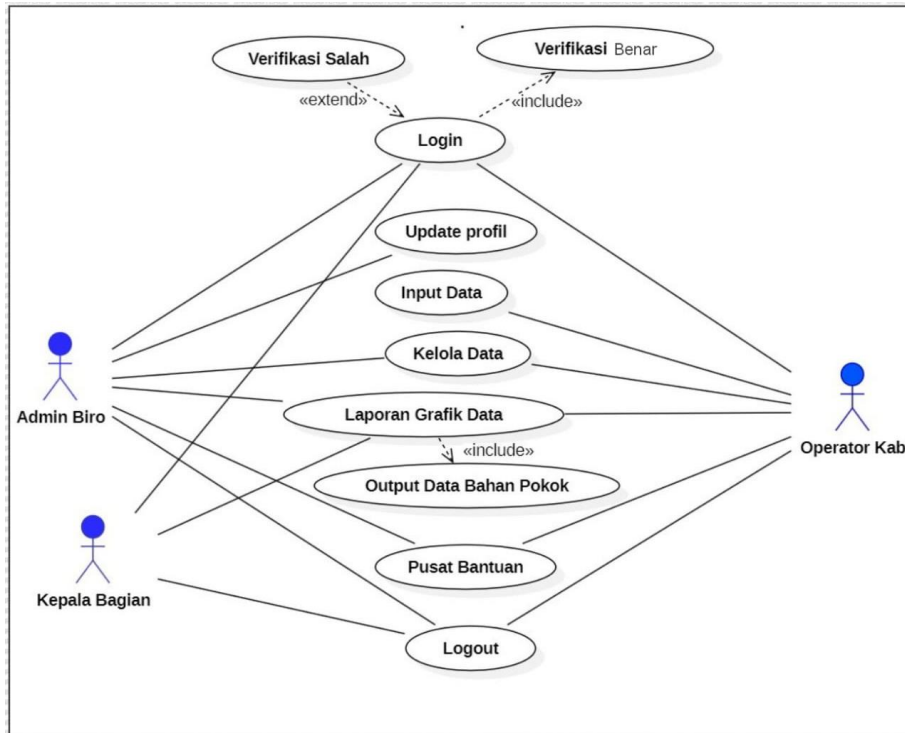 Verifikasi Salah
Verifikasi Benar
«extend»
«include»
Login
Update profil
Input Data
Kelola Data
Admin Biro
Laporan Grafik Data
Operator Kab
«include»
Output Data Bahan Pokok
Pusat Bantuan
Kepala Bagian
Logout